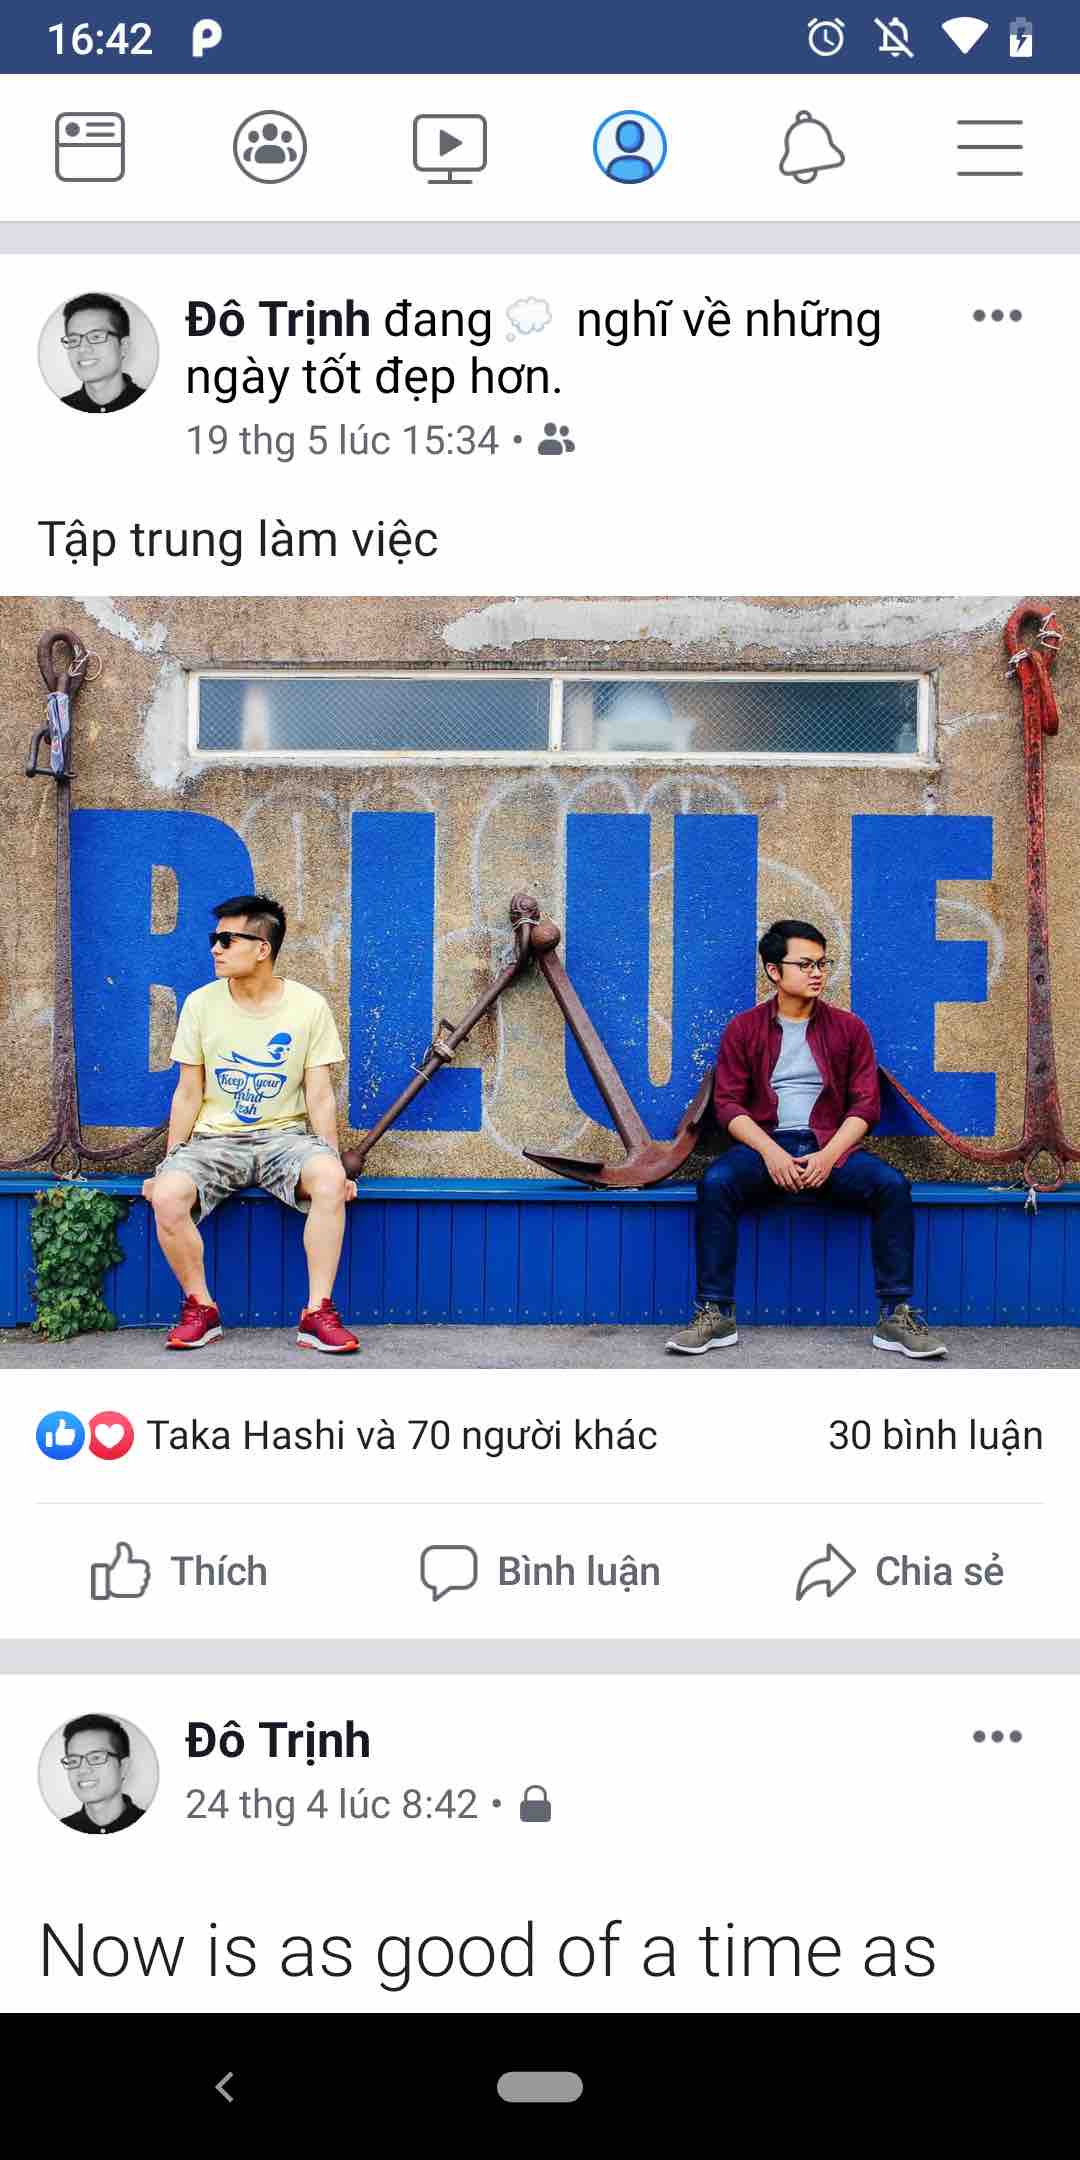 16:42
Đô Trịnh đang 💭 nghĩ về những
ngày tốt đẹp hơn.
19 thg 5 lúc 15:34 •
Tập trung làm việc
BLUE
Keep your
mind
fresh
Taka Hashi và 70 người khác
30 bình luận
Thích
Bình luận
Chia sẻ
Đô Trịnh
24 thg 4 lúc 8:42 •
Now is as good of a time as